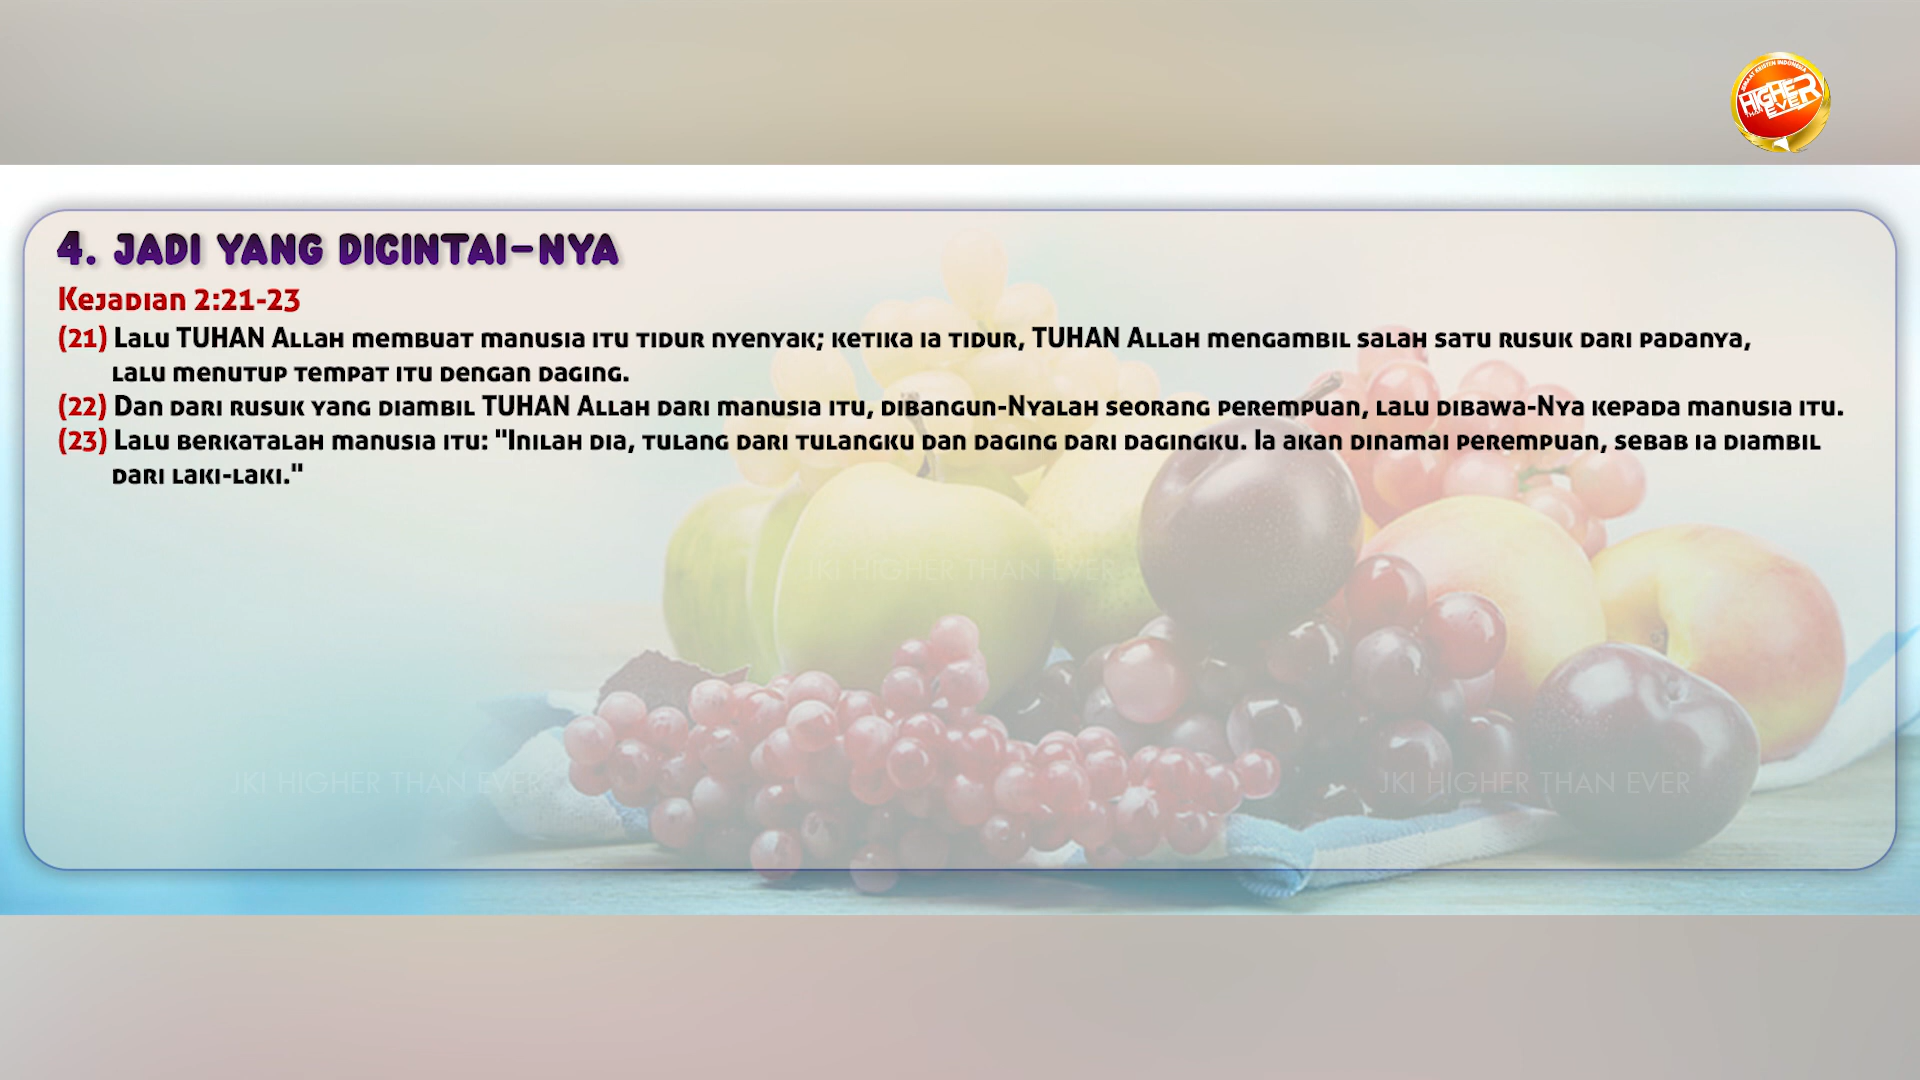 JEMAAT KRISTEN INDONESIA
HIGHER
THAN EVER
4. JADI YANG DICINTAI-NYA
Kejadian 2:21-23
(21) Lalu TUHAN Allah membuat manusia itu tidur nyenyak; ketika ia tidur, TUHAN Allah mengambil salah satu rusuk dari padanya,
lalu menutup tempat itu dengan daging.
(22) Dan dari rusuk yang diambil TUHAN Allah dari manusia itu, dibangun-Nyalah seorang perempuan, lalu dibawa-Nya kepada manusia itu.
(23) Lalu berkatalah manusia itu: "Inilah dia, tulang dari tulangku dan daging dari dagingku. Ia akan dinamai perempuan, sebab ia diambil
dari laki-laki."
JKI HIGHER THAN EVER
JKI HIGHER THAN EVER
JKI HIGHER THAN EVER